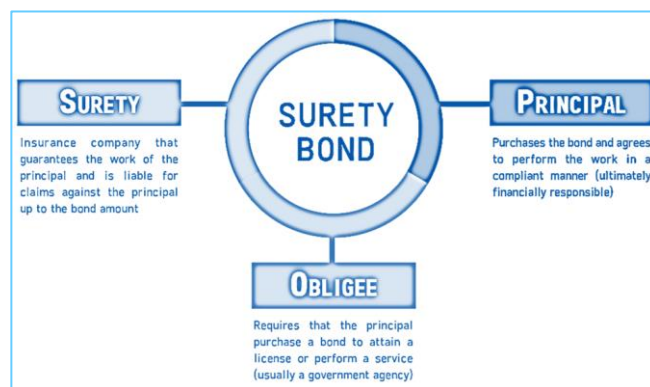 SURETY
Insurance company that
guarantees the work of the
principal and is liable for
claims against the principal
up to the bond amount
SURETY
BOND
PRINCIPAL
Purchases the bond and agrees
to perform the work in a
compliant manner (ultimately
financially responsible)
OBLIGEE
Requires that the principal
purchase a bond to attain a
license or perform a service
(usually a government agency)